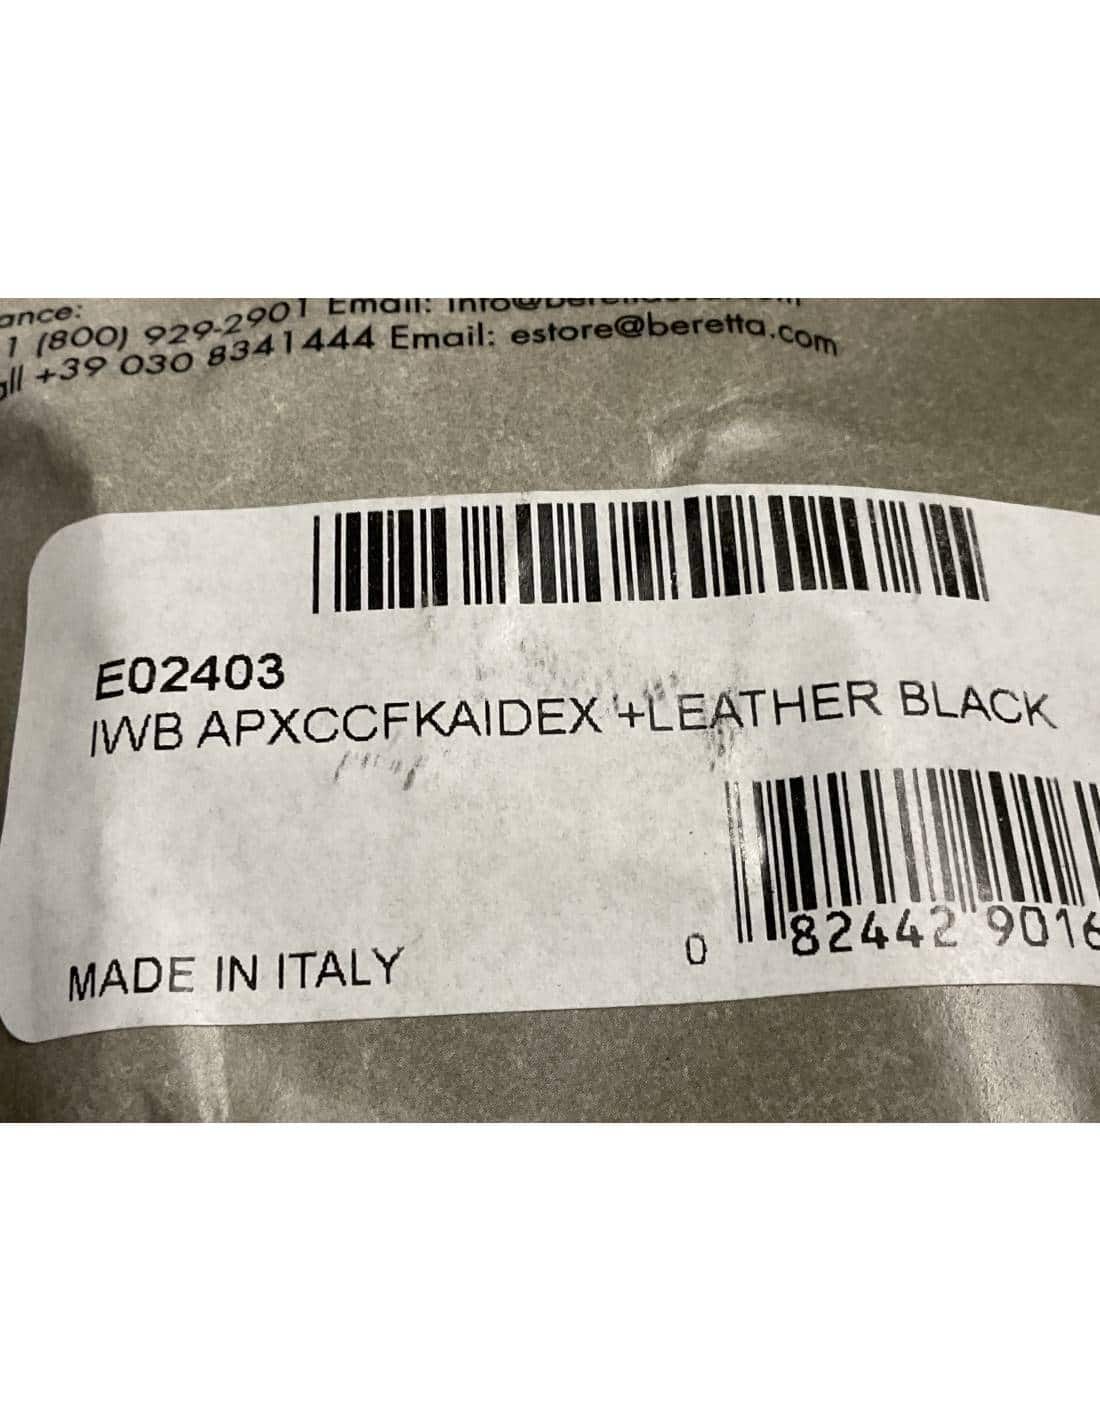 ance:
1 (800) 929-2901 Email:
all +39 030 8341444 Email: estore@beretta.com
E02403
IWB APXCCFKAIDEX +LEATHER BLACK
0 82442 9016
MADE IN ITALY